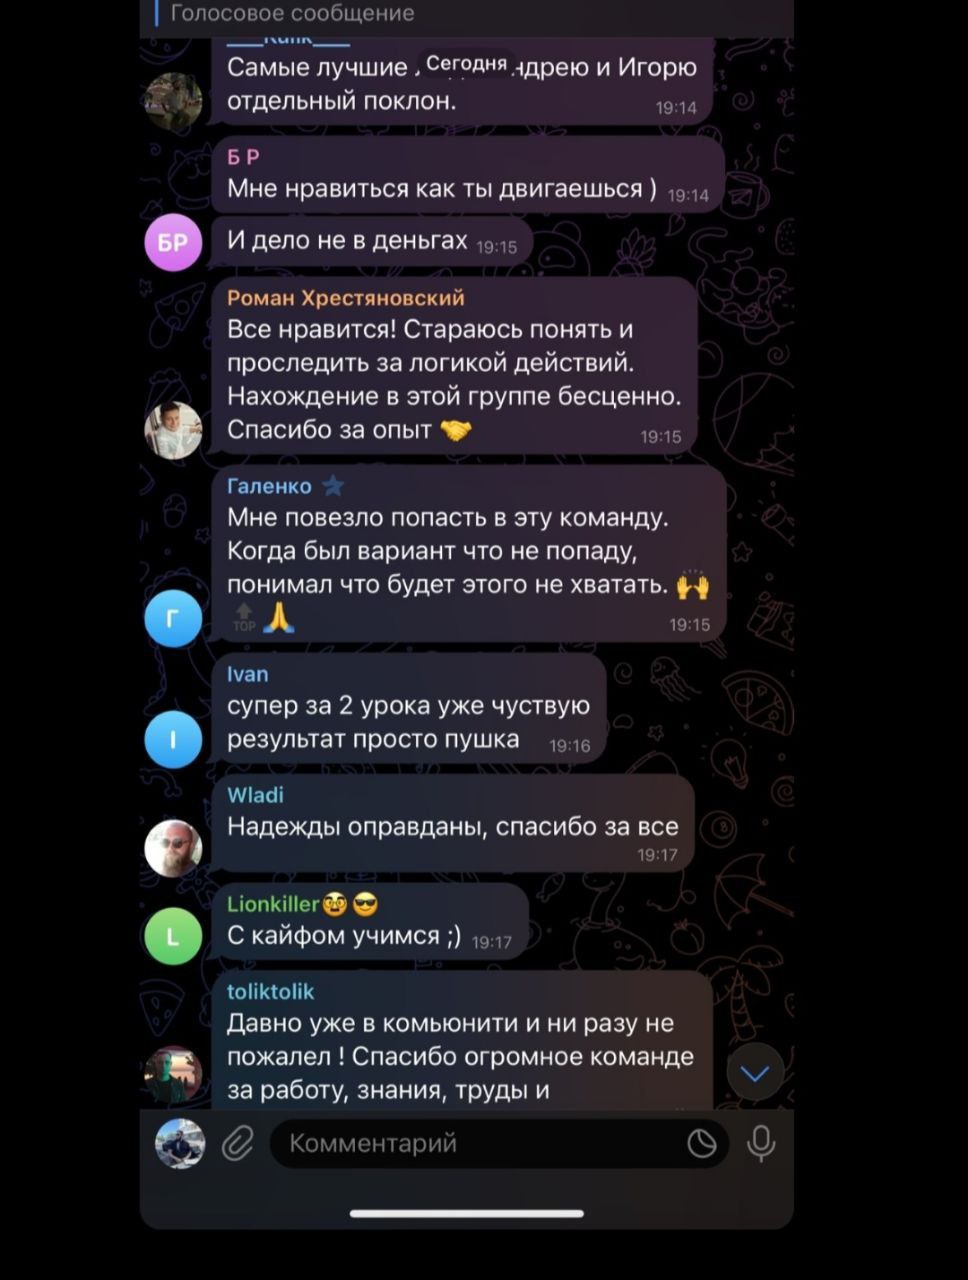 Голосовое сообщение
Сегодня
Самые лучшие ндрею и Игорю
отдельный поклон.
19:14
Б Р
Мне нравиться как ты двигаешься )
19:14
БР
И дело не в деньгах
19:15
Роман Хрестяновский
Все нравится! Стараюсь понять и
проследить за логикой действий.
Нахождение в этой группе бесценно.
Спасибо за опыт 🤝
19:15
Галенко
Мне повезло попасть в эту команду.
Когда был вариант что не попаду,
понимал что будет этого не хватать. 🙌
🔝🙏
19:15
Г
Ivan
супер за 2 урока уже чуствую
результат просто пушка
19:16
I
Wladi
Надежды оправданы, спасибо за все
19:17
Lionkiller🥸😎
С кайфом учимся ;)
19:17
L
toliktolik
Давно уже в комьюнити и ни разу не
пожалел ! Спасибо огромное команде
за работу, знания, труды и
Комментарий